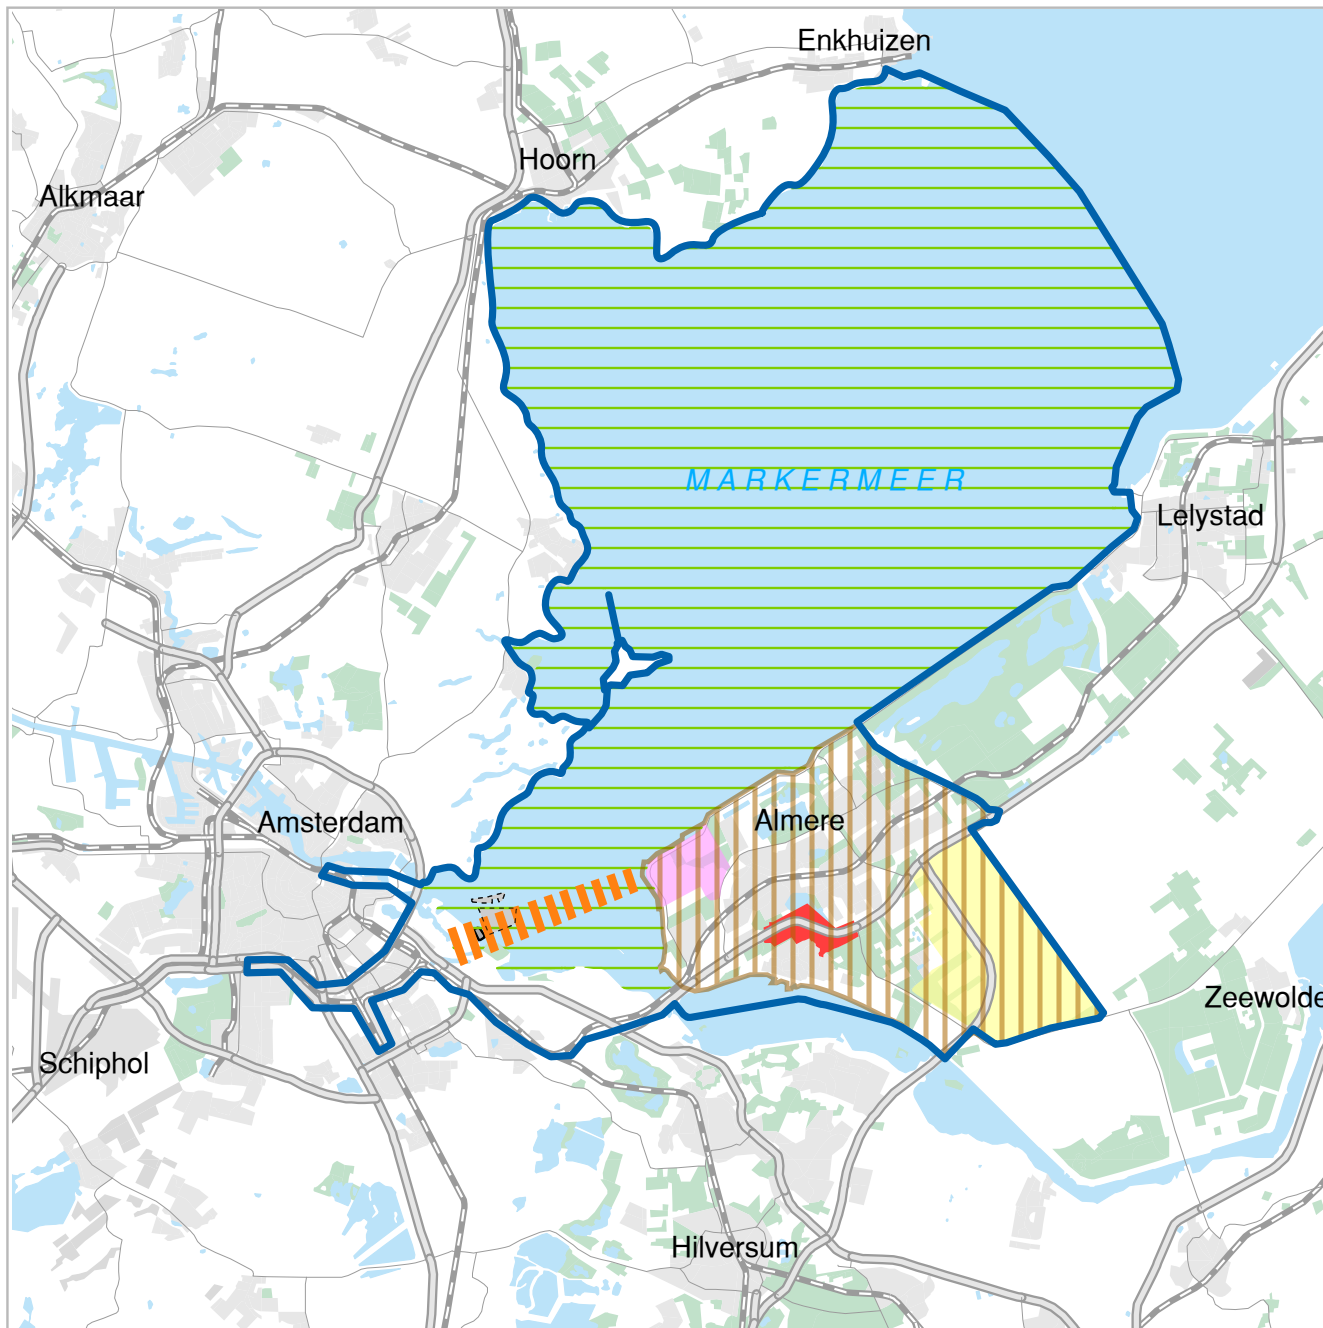 Enkhuizen
Hoorn
Alkmaar
MARKERMEER
Lelystad
Almere
Amsterdam
Zeewolde
Schiphol
Hilversum